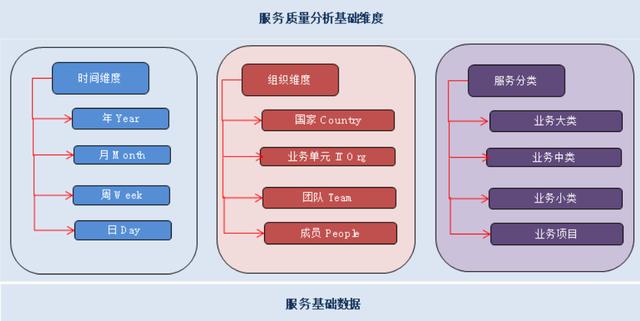 服务质量分析基础维度
时间维度
年 Year
月 Month
周 Week
日 Day
组织维度
国家 Country
业务单元 IT Org
团队 Team
成员 People
服务分类
业务大类
业务中类
业务小类
业务项目
服务基础数据